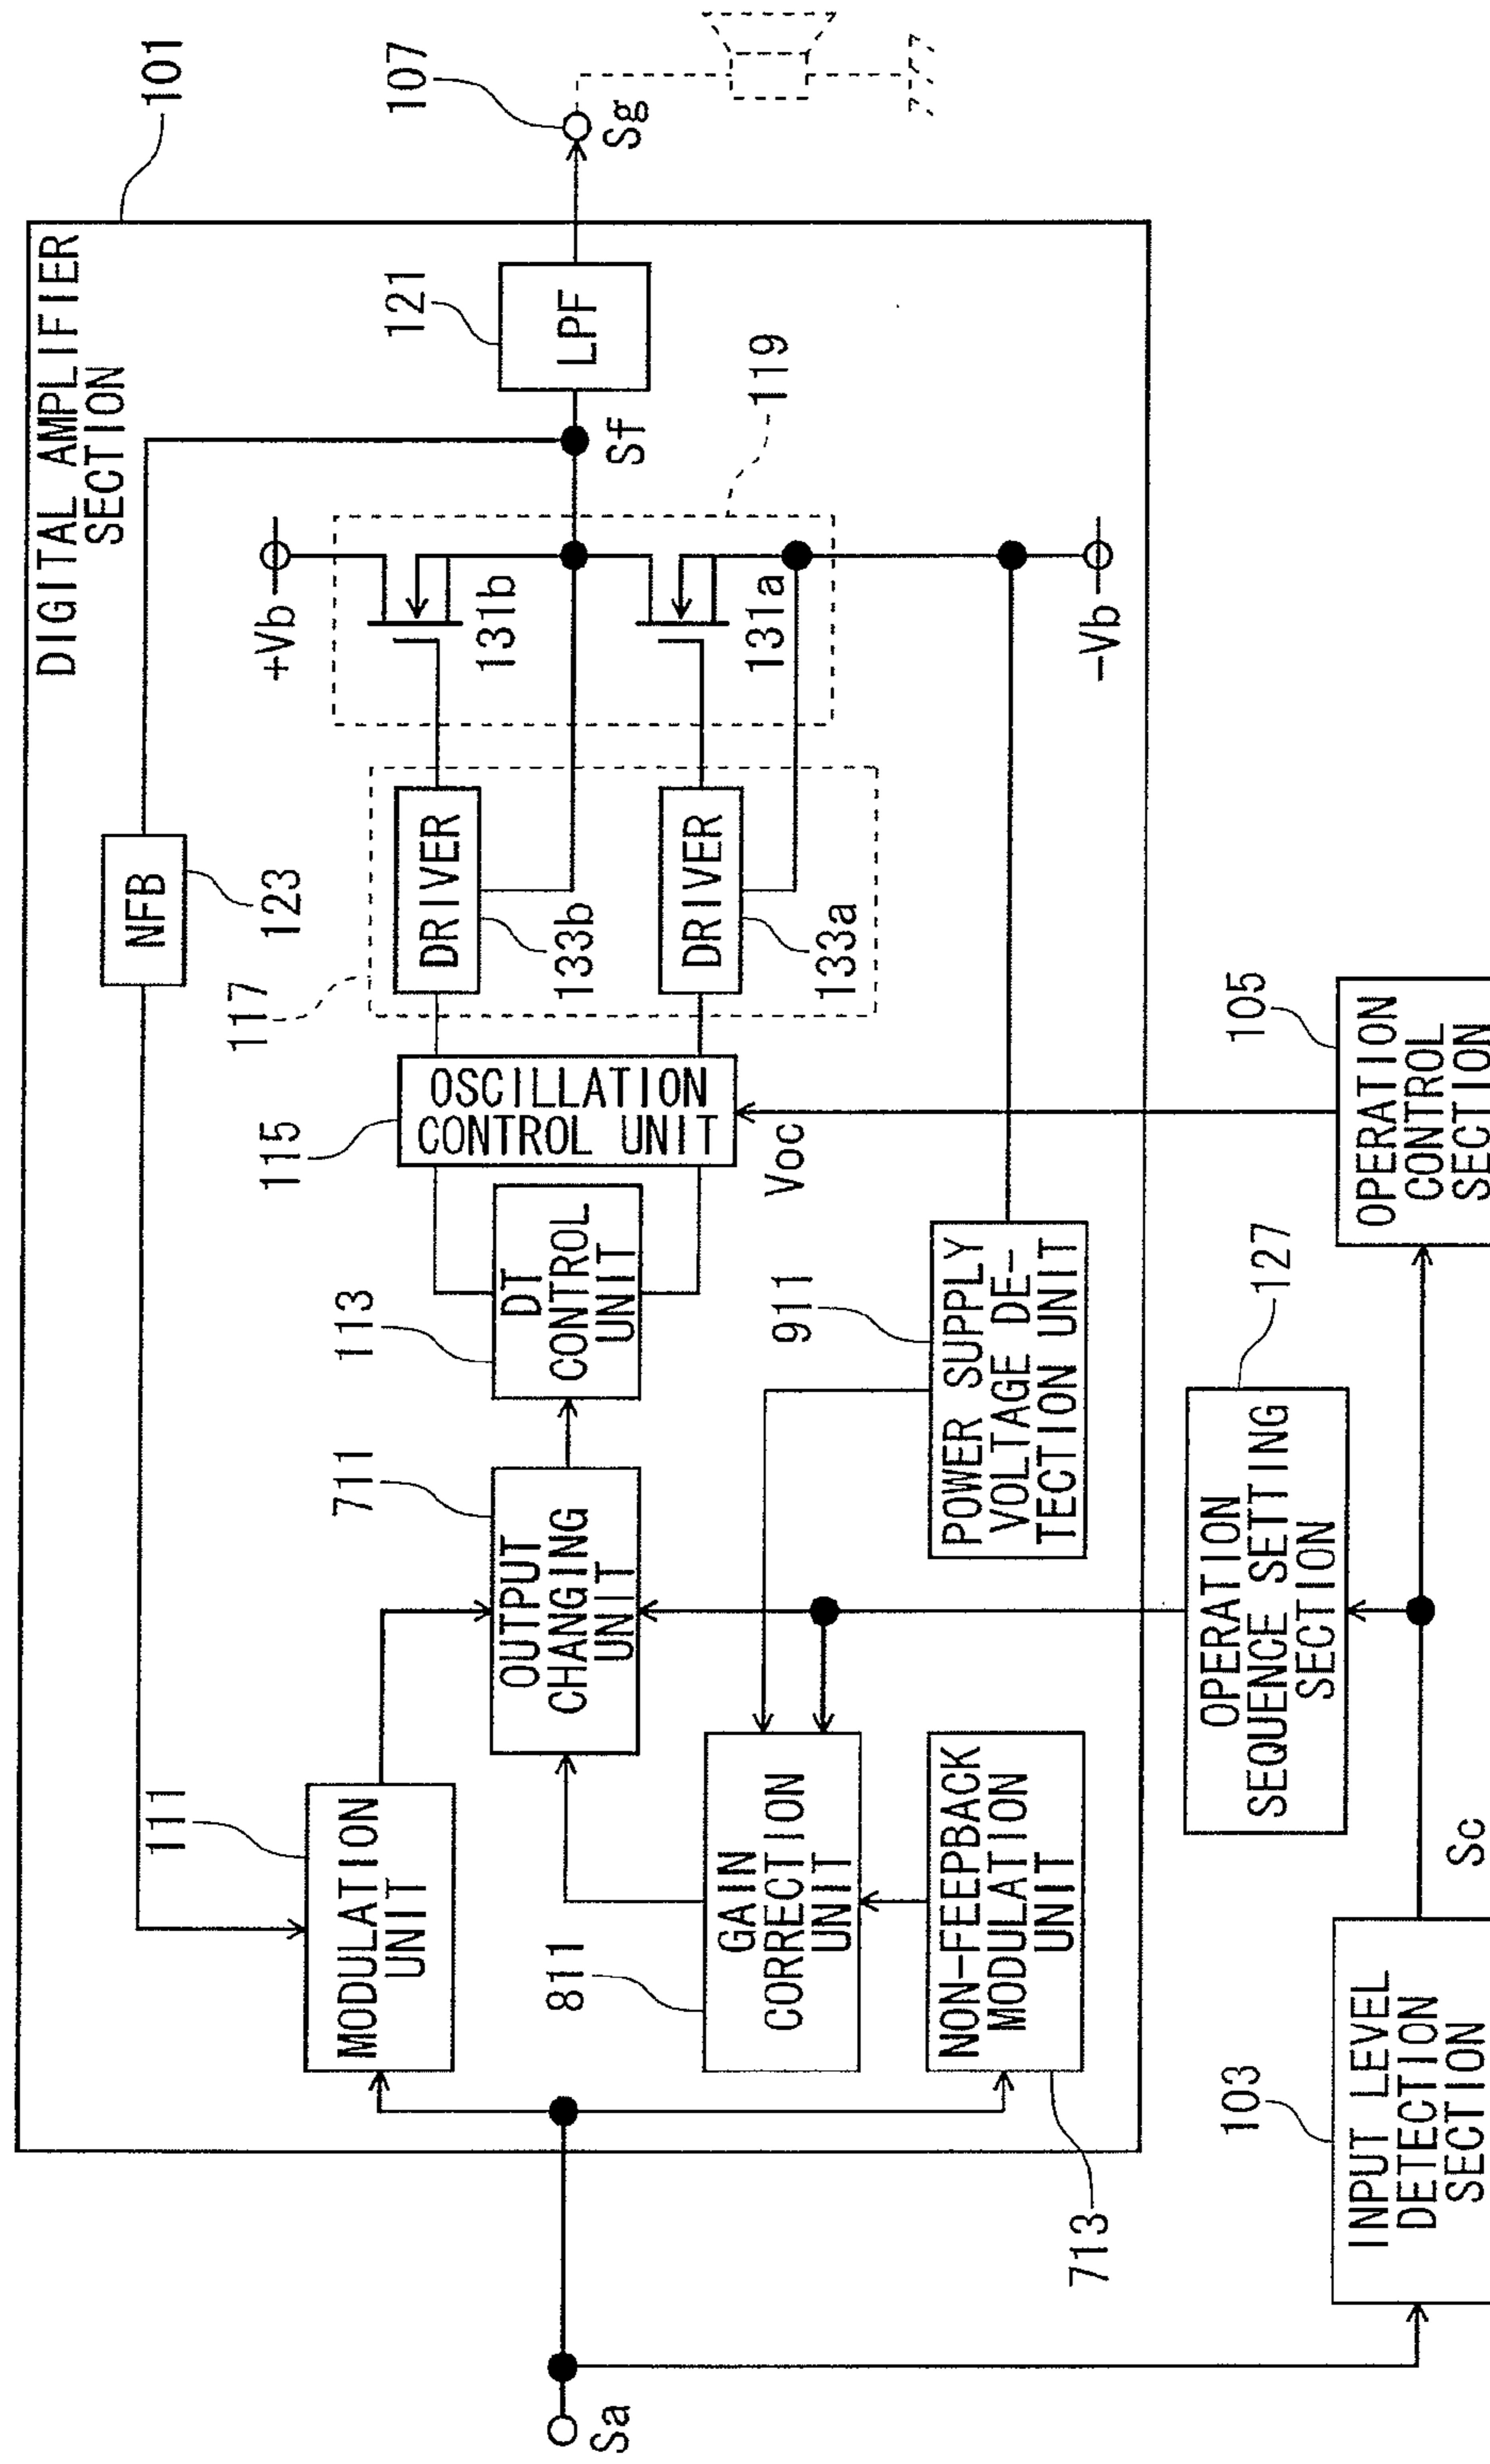 DIGITAL AMPLIFIER
SECTION
101
NFB
123
111
MODULATION
UNIT
711
OUTPUT
CHANGING
UNIT
113
DT
CONTROL
UNIT
115
OSCILLATION
CONTROL UNIT
117
DRIVER
133b
DRIVER
133a
+Vb
131b
131a
-Vb
119
Sf
121
LPF
107
Sg
811
GAIN
CORRECTION
UNIT
NON-FEEPBACK
MODULATION
UNIT
713
911
POWER SUPPLY
VOLTAGE DE-
TECTION UNIT
Voc
Sa
103
INPUT LEVEL
DETECTION
SECTION
Sc
OPERATION
SEQUENCE SETTING
SECTION
127
105
OPERATION
CONTROL
SECTION